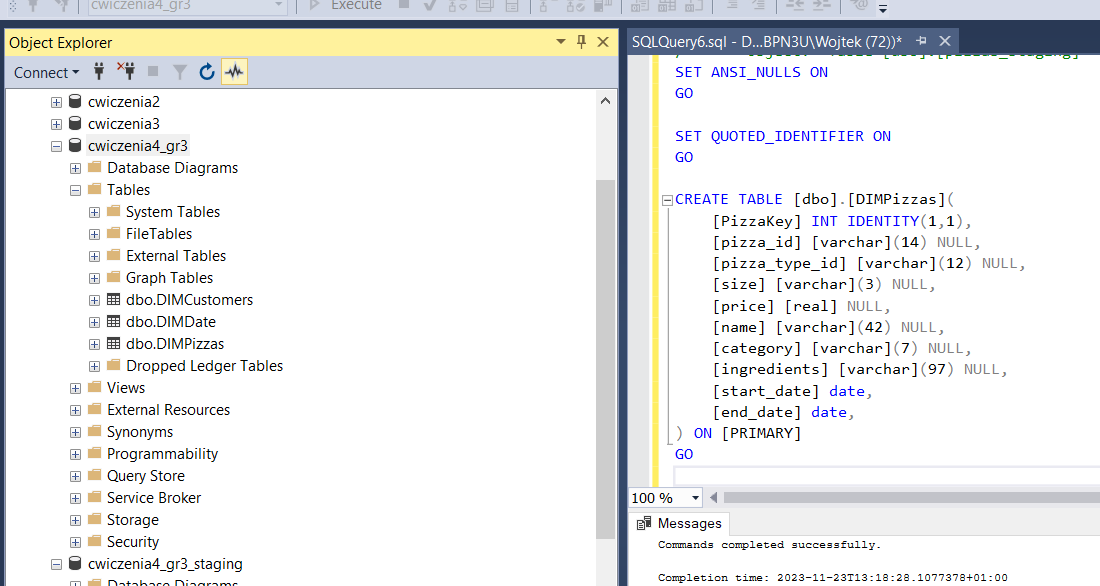 cwiczenia4_gr3
Execute
Object Explorer
Connect
cwiczenia2
cwiczenia3
cwiczenia4_gr3
Database Diagrams
Tables
System Tables
FileTables
External Tables
Graph Tables
dbo.DIMCustomers
dbo.DIMDate
dbo.DIMPizzas
Dropped Ledger Tables
Views
External Resources
Synonyms
Programmability
Query Store
Service Broker
Storage
Security
cwiczenia4_gr3_staging
Database Diagrams
SQLQuery6.sql - D...BPN3U\Wojtek (72))*
SET ANSI_NULLS ON
GO
SET QUOTED_IDENTIFIER ON
GO
CREATE TABLE [dbo].[DIMPizzas](
[PizzaKey] INT IDENTITY(1,1),
[pizza_id] [varchar](14) NULL,
[pizza_type_id] [varchar](12) NULL,
[size] [varchar](3) NULL,
[price] [real] NULL,
[name] [varchar](42) NULL,
[category] [varchar](7) NULL,
[ingredients] [varchar](97) NULL,
[start_date] date,
[end_date] date,
) ON [PRIMARY]
GO
100 %
Messages
Commands completed successfully.
Completion time: 2023-11-23T13:18:28.1077378+01:00